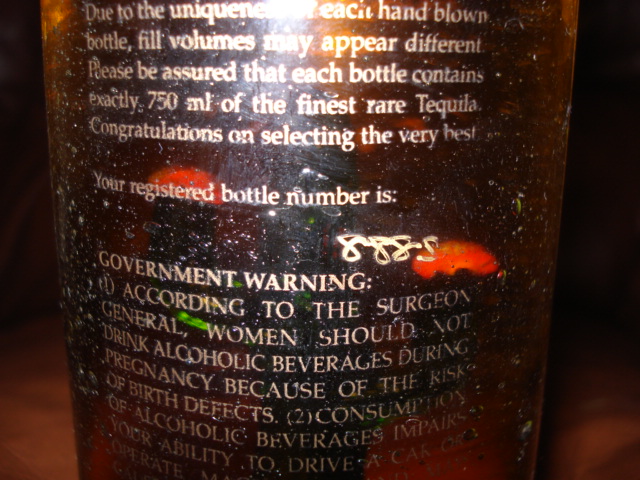 Due to the uniqueness of each hand blown
bottle, fill volumes may appear different.
Please be assured that each bottle contains
exactly 750 ml of the finest rare Tequila.
Congratulations on selecting the very best.
Your registered bottle number is:
GOVERNMENT WARNING:
(1) ACCORDING TO THE SURGEON
GENERAL, WOMEN SHOULD NOT
DRINK ALCOHOLIC BEVERAGES DURING
PREGNANCY BECAUSE OF THE RISK
OF BIRTH DEFECTS. (2) CONSUMPTION
OF ALCOHOLIC BEVERAGES IMPAIRS
YOUR ABILITY TO DRIVE A CAR OR
OPERATE